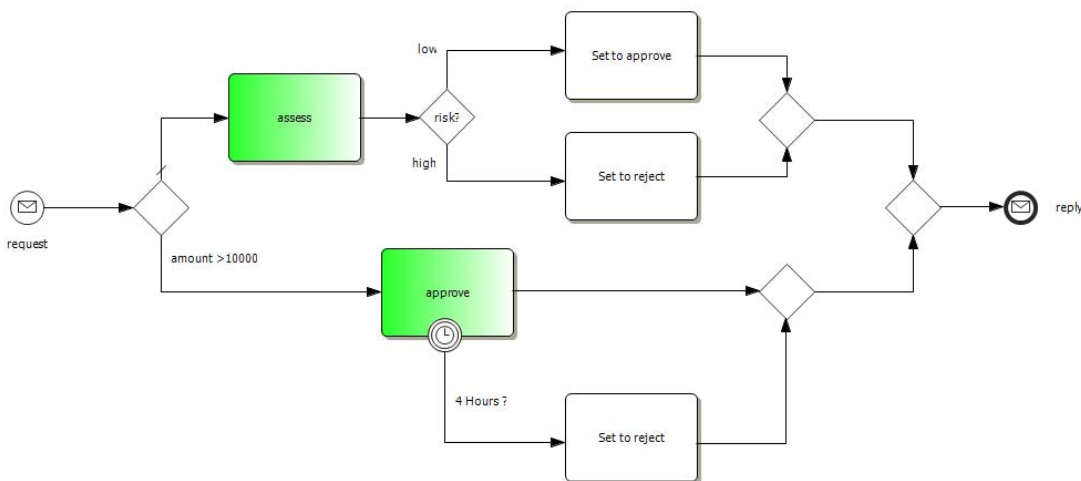 low
Set to approve
assess
risk?
high
Set to reject
request
reply
amount >10000
approve
4 Hours ?
Set to reject